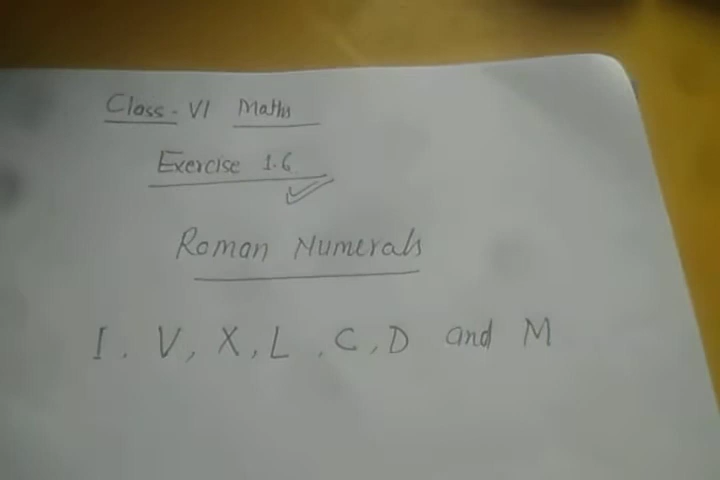 Class - VI Maths
Exercise 1.6
Roman Numerals
I, V, X, L, C, D and M